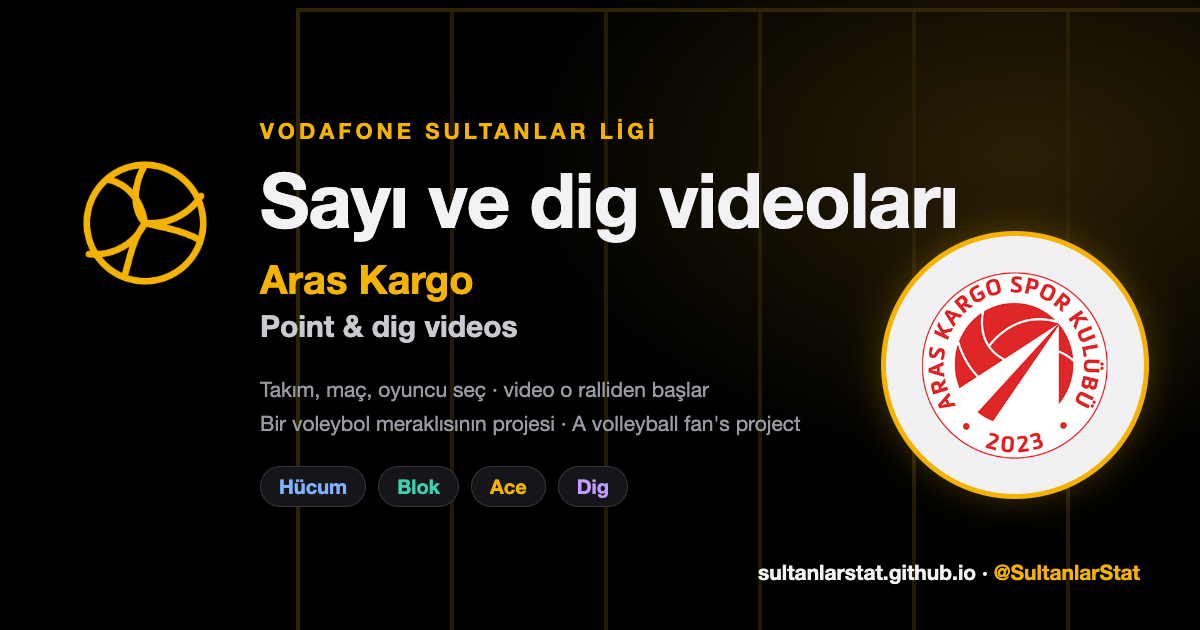 VODAFONE SULTANLAR LİGİ
Sayı ve dig videoları
Aras Kargo
Point & dig videos
Takım, maç, oyuncu seç · video o ralliden başlar
Bir voleybol meraklısının projesi · A volleyball fan's project
Hücum Blok Ace Dig
ARAS KARGO SPOR KULÜBÜ
• 2023 •
sultanlarstat.github.io · @SultanlarStat